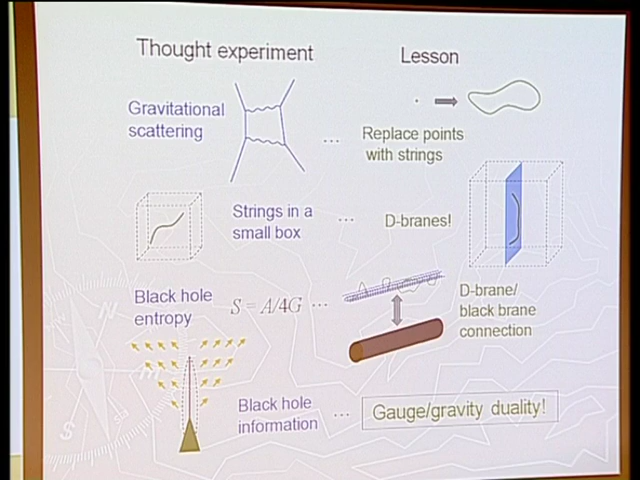 Thought experiment
Lesson
Gravitational
scattering
...
Replace points
with strings
Strings in a
small box
...
D-branes!
Black hole
entropy
S = A/4G ...
D-brane/
black brane
connection
N
S
Black hole
information
...
Gauge/gravity duality!